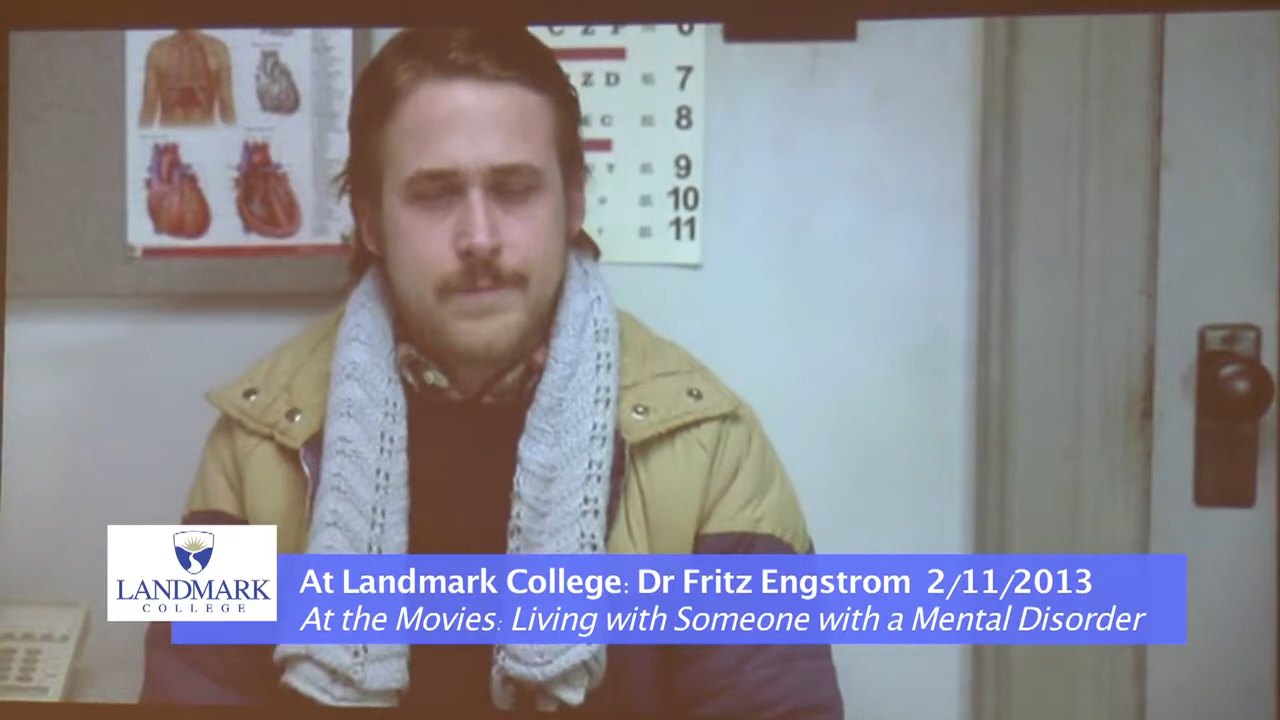 C Z P 6
Z D 7
C 8
9
10
11
LANDMARK
COLLEGE
At Landmark College: Dr Fritz Engstrom 2/11/2013
At the Movies: Living with Someone with a Mental Disorder